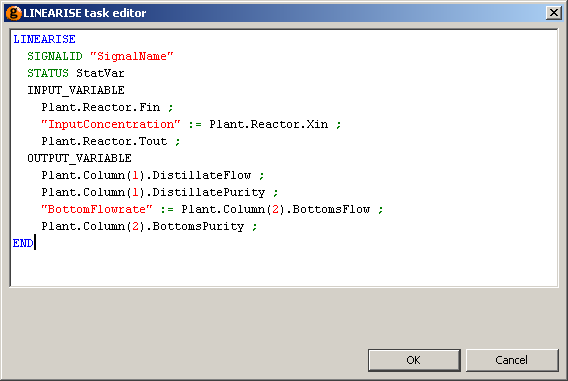 LINEARISE task editor
LINEARISE
SIGNALID "SignalName"
STATUS StatVar
INPUT_VARIABLE
Plant.Reactor.Fin ;
"InputConcentration" := Plant.Reactor.Xin ;
Plant.Reactor.Tout ;
OUTPUT_VARIABLE
Plant.Column(1).DistillateFlow ;
Plant.Column(1).DistillatePurity ;
"BottomFlowrate" := Plant.Column(2).BottomsFlow ;
Plant.Column(2).BottomsPurity ;
END
OK Cancel